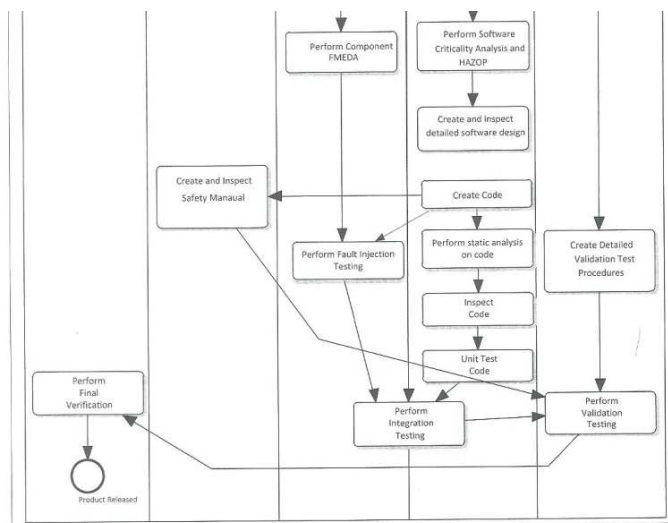 Perform Component
FMEDA
Perform Software
Criticality Analysis and
HAZOP
Create and inspect
detailed software design
Create and Inspect
Safety Manaual
Create Code
Perform Fault Injection
Testing
Perform static analysis
on code
Create Detailed
Validation Test
Procedures
Inspect
Code
Unit Test
Code
Perform
Final
Verification
Perform
Integration
Testing
Perform
Validation
Testing
Product Released